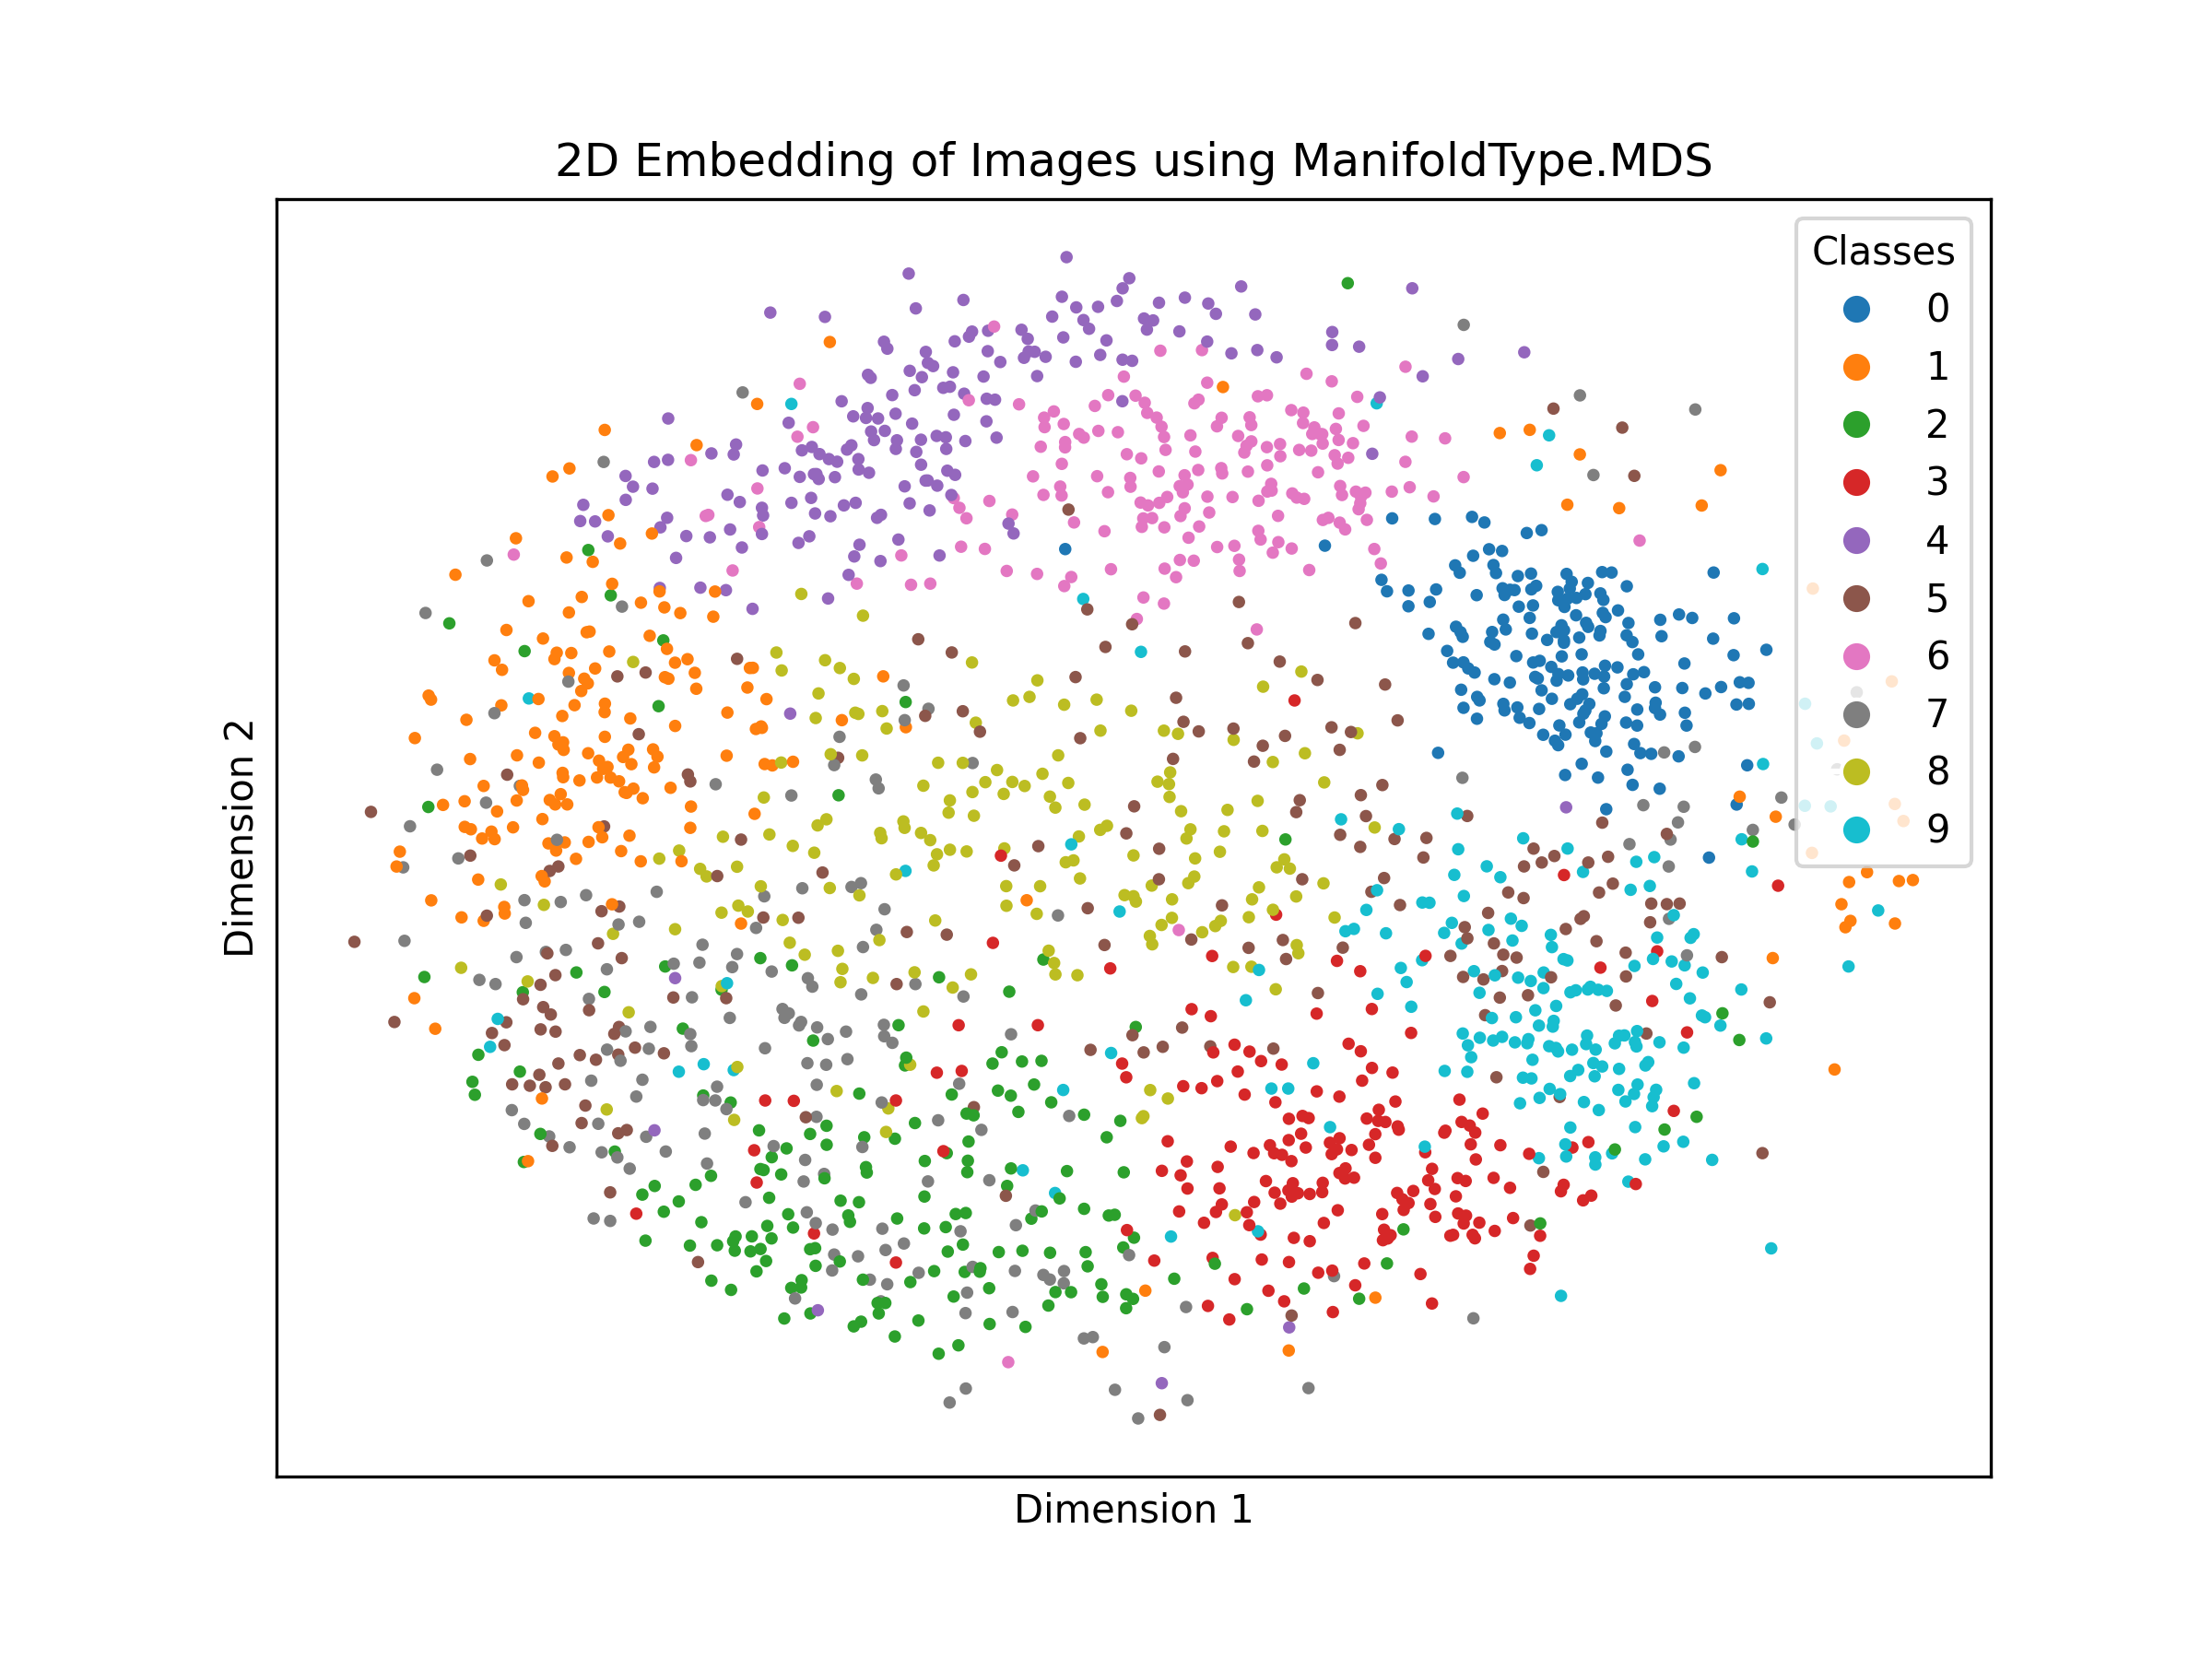 2D Embedding of Images using ManifoldType.MDS
Classes
0
1
2
3
4
5
6
7
8
9
Dimension 2
Dimension 1